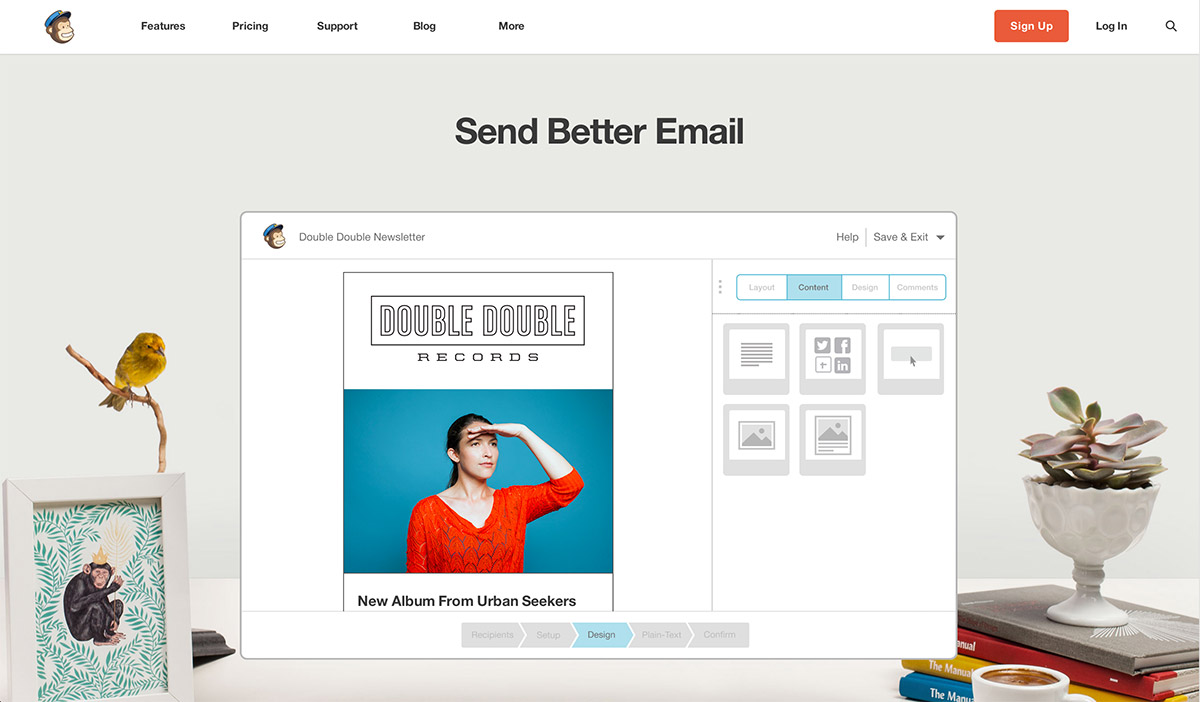 Features Pricing Support Blog More Sign Up Log In
Send Better Email
Double Double Newsletter Help Save & Exit
Layout Content Design Comments
DOUBLE DOUBLE
RECORDS
New Album From Urban Seekers
Recipients Setup Design Plain-Text Confirm
anual
The Manual
The Man